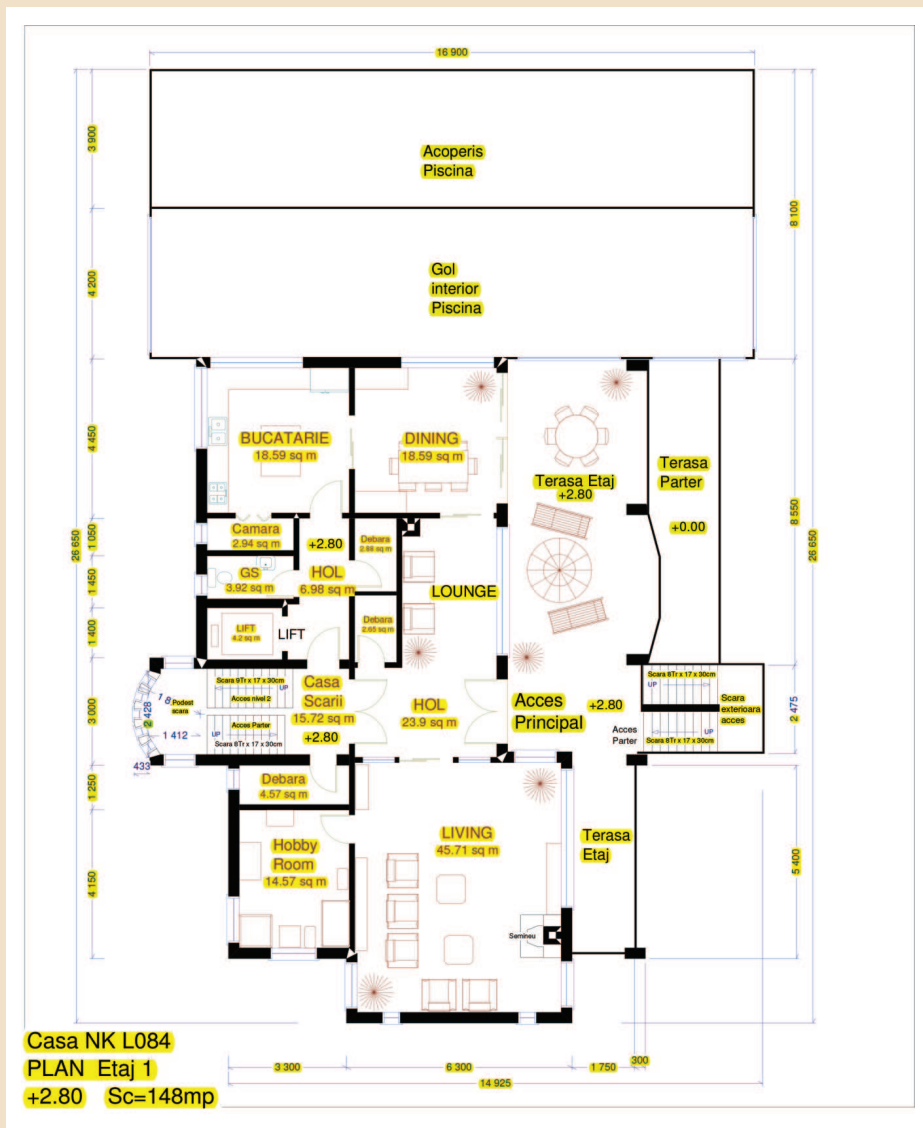 16 900
3 900
Acoperis
Piscina
8 100
4 200
Gol
interior
Piscina
4 450
BUCATARIE
18.59 sq m
DINING
18.59 sq m
Terasa Etaj
+2.80
Terasa
Parter
+0.00
8 550
26 650
26 650
1 050
Camara
2.94 sq m
+2.80
Debara
2.88 sq m
1 450
GS
3.92 sq m
HOL
6.98 sq m
LOUNGE
1 400
LIFT
4.2 sq m
LIFT
Debara
2.65 sq m
3 000
2 428
Podest
scara
1 412
433
Scara 9Tr x 17 x 30cm
UP
Acces nivel 2
Acces Parter
UP
Scara 8Tr x 17 x 30cm
Casa
Scarii
15.72 sq m
+2.80
HOL
23.9 sq m
Acces
Principal
+2.80
Acces
Parter
Scara 8Tr x 17 x 30cm
UP
UP
Scara 8Tr x 17 x 30cm
Scara
exterioara
acces
2 475
1 250
Debara
4.57 sq m
4 150
Hobby
Room
14.57 sq m
LIVING
45.71 sq m
Terasa
Etaj
5 400
Semineu
Casa NK L084
PLAN Etaj 1
+2.80 Sc=148mp
3 300
6 300
1 750
300
14 925